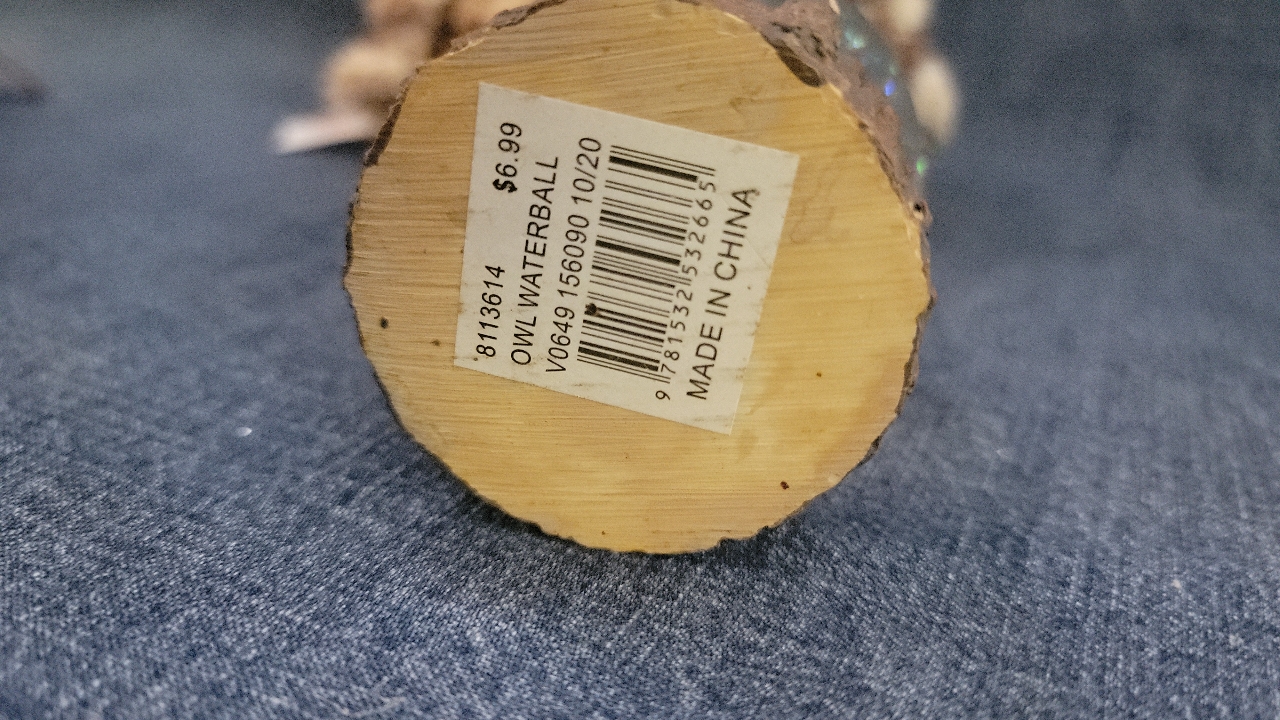 8113614 $6.99
OWL WATERBALL
V0649 156090 10/20
9 781532 532665
MADE IN CHINA